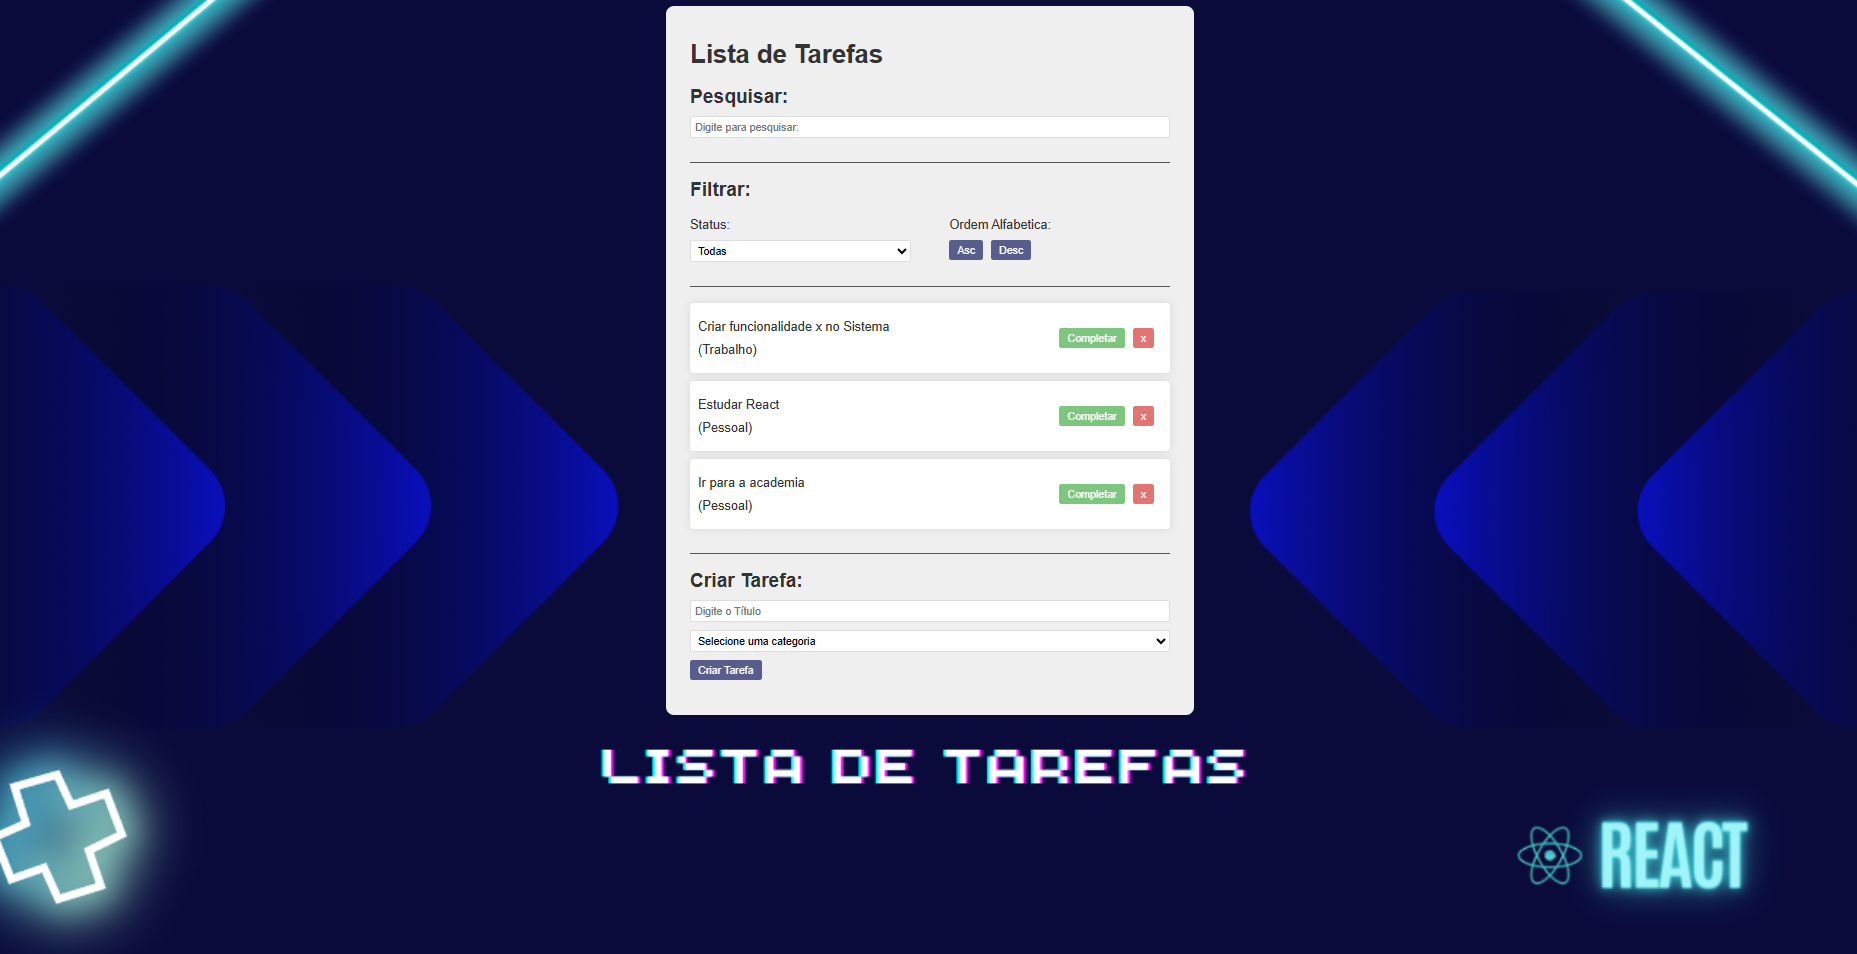 Lista de Tarefas
Pesquisar:
Digite para pesquisar:
Filtrar:
Status:
Ordem Alfabetica:
Todas
Asc
Desc
Criar funcionalidade x no Sistema
(Trabalho)
Completar
x
Estudar React
(Pessoal)
Completar
x
Ir para a academia
(Pessoal)
Completar
x
Criar Tarefa:
Digite o Título
Selecione uma categoria
Criar Tarefa
LISTA DE TAREFAS
REACT